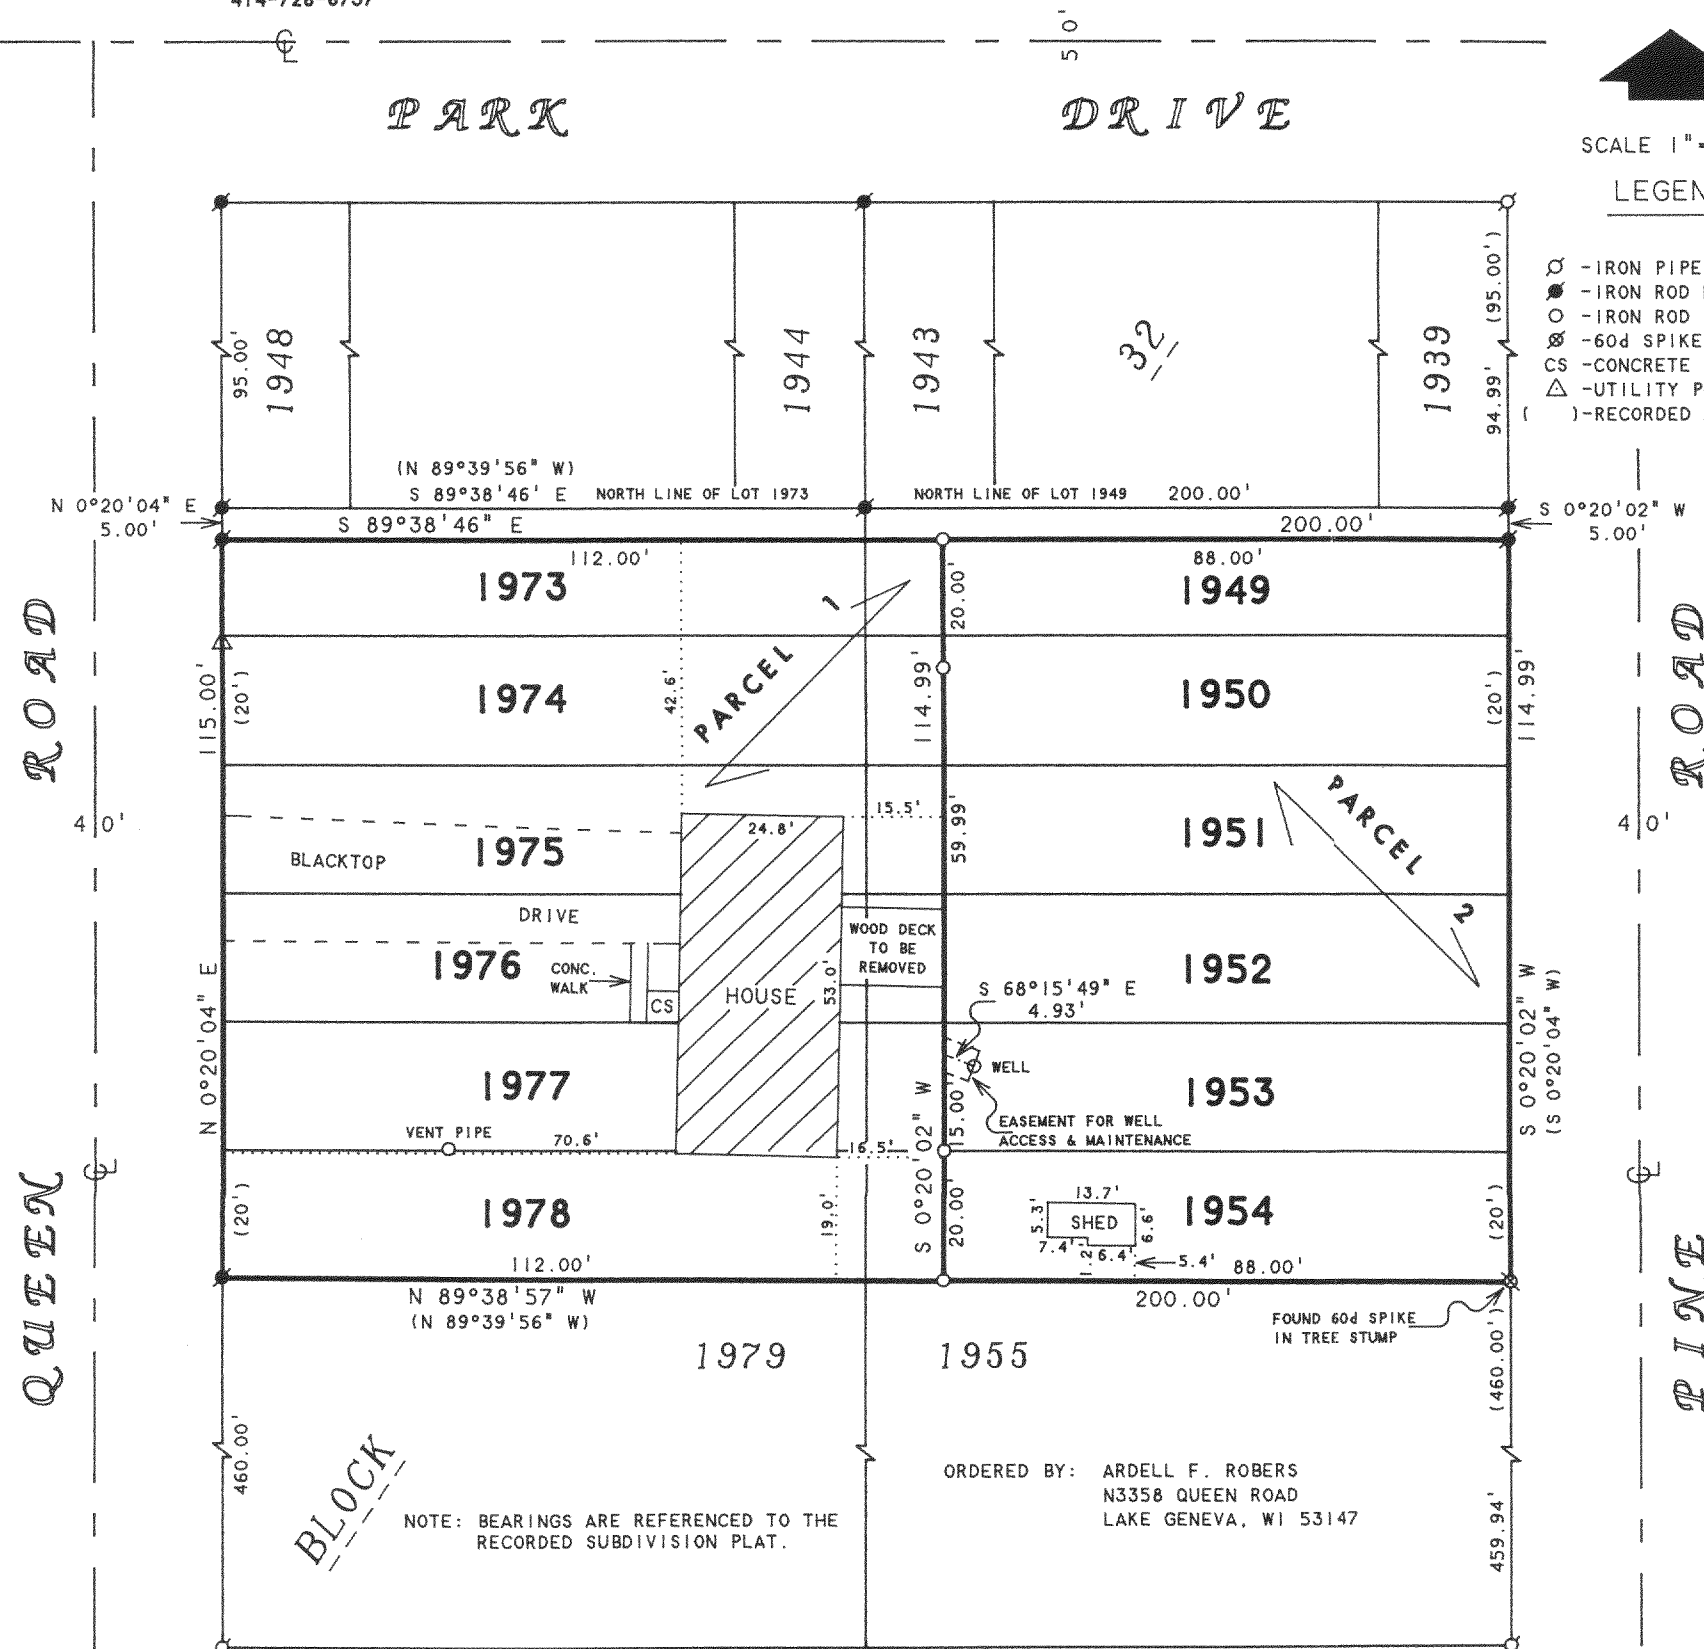 50'
PARK DRIVE
SCALE 1"=
LEGEN
-IRON PIPE
-IRON ROD
-IRON ROD
-60d SPIKE
CS -CONCRETE
-UTILITY P
( )-RECORDED
95.00'
1948
1944
1943
32
1939
(95.00')
94.99'
(N 89°39'56" W)
S 89°38'46' E NORTH LINE OF LOT 1973
NORTH LINE OF LOT 1949 200.00'
N 0°20'04" E
5.00'
S 0°20'02" W
5.00'
S 89°38'46" E
200.00'
112.00'
88.00'
1973
1949
20.00'
PARCEL 1
115.00'
(20')
1974
42.6'
114.99'
1950
(20')
114.99'
ROAD
ROAD
40'
40'
15.5'
24.8'
59.99'
1951
PARCEL 2
BLACKTOP
1975
DRIVE
1976
CONC.
WALK
CS
HOUSE
53.0'
WOOD DECK
TO BE
REMOVED
1952
S 68°15'49" E
4.93'
WELL
N 0°20'04" E
S 0°20'02" W
(S 0°20'04" W)
1977
1953
15.00'
EASEMENT FOR WELL
ACCESS & MAINTENANCE
VENT PIPE
70.6'
16.5'
S 0°20'02" W
(20')
1978
19.0'
20.00'
13.7'
5.3'
SHED
6.6'
7.4'
1.2
6.4'
5.4'
1954
(20')
112.00'
88.00'
N 89°38'57" W
(N 89°39'56" W)
200.00'
FOUND 60d SPIKE
IN TREE STUMP
QUEEN
PINE
1979
1955
(460.00')
460.00'
459.94'
BLOCK
NOTE: BEARINGS ARE REFERENCED TO THE
RECORDED SUBDIVISION PLAT.
ORDERED BY: ARDELL F. ROBERS
N3358 QUEEN ROAD
LAKE GENEVA, WI 53147